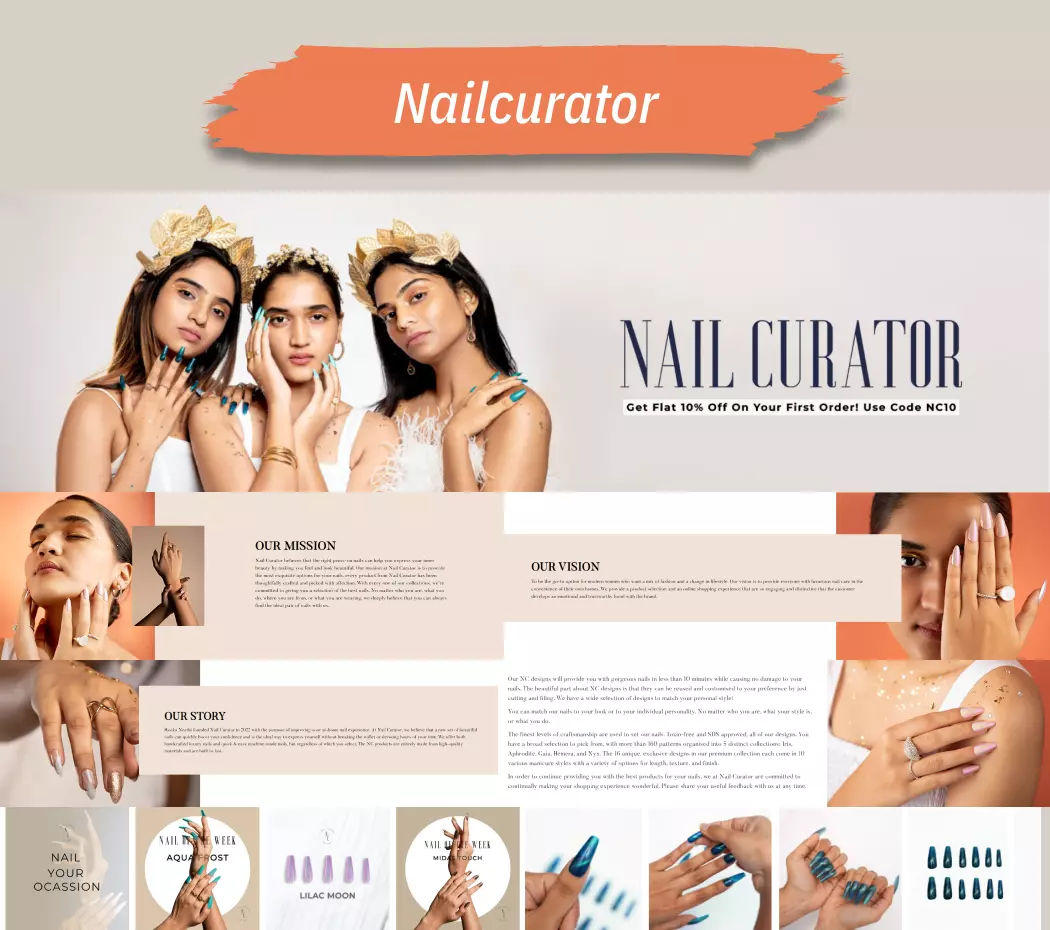 Nailcurator
NAIL CURATOR
Get Flat 10% Off On Your First Order! Use Code NC10
OUR MISSION
Nail Curator believes that the right press-on nails can help you express your inner
beauty by making you feel and look beautiful. Our mission at Nail Curator is to provide
the most exquisite options for your nails, every product from Nail Curator has been
thoughtfully crafted and picked with affection. With every one of our collections, we're
committed to giving you a selection of the best nails. No matter who you are, what you
do, where you are from, or what you are wearing, we deeply believe that you can always
find the ideal pair of nails with us.
OUR VISION
To be the go-to option for modern women who want a mix of fashion and a change in lifestyle. Our vision is to provide everyone with luxurious nail care in the
convenience of their own homes. We provide a product selection and an online shopping experience that are so engaging and distinctive that the customer
develops an emotional and trustworthy bond with the brand.
OUR STORY
founded Nail Curator in 2022 with the purpose of improving your at-home nail experience. At Nail Curator, we believe that a new set of beautiful
nails can quickly boost your confidence and is the ideal way to express yourself without breaking the wallet or devoting hours of your time. We offer both
handcrafted luxury nails and quick & easy machine-made nails, but regardless of which you select, The NC products are entirely made from high-quality
materials and are built to last.
Our NC designs will provide you with gorgeous nails in less than 10 minutes while causing no damage to your
nails. The beautiful part about NC designs is that they can be reused and customised to your preference by just
cutting and filing. We have a wide selection of designs to match your personal style!
You can match our nails to your look or to your individual personality. No matter who you are, what your style is,
or what you do.
The finest levels of craftsmanship are used to vet our nails. Toxin-free and SDS approved, all of our designs. You
have a broad selection to pick from, with more than 160 patterns organised into 5 distinct collections: Iris,
Aphrodite, Gaia, Hemera, and Nyx. The 16 unique, exclusive designs in our premium collection each come in 10
various manicure styles with a variety of options for length, texture, and finish.
In order to continue providing you with the best products for your nails, we at Nail Curator are committed to
continually making your shopping experience wonderful. Please share your useful feedback with us at any time.
NAIL
YOUR
OCASSION
NAIL OF THE WEEK
AQUA FROST
LILAC MOON
NAIL OF THE WEEK
MIDAS TOUCH